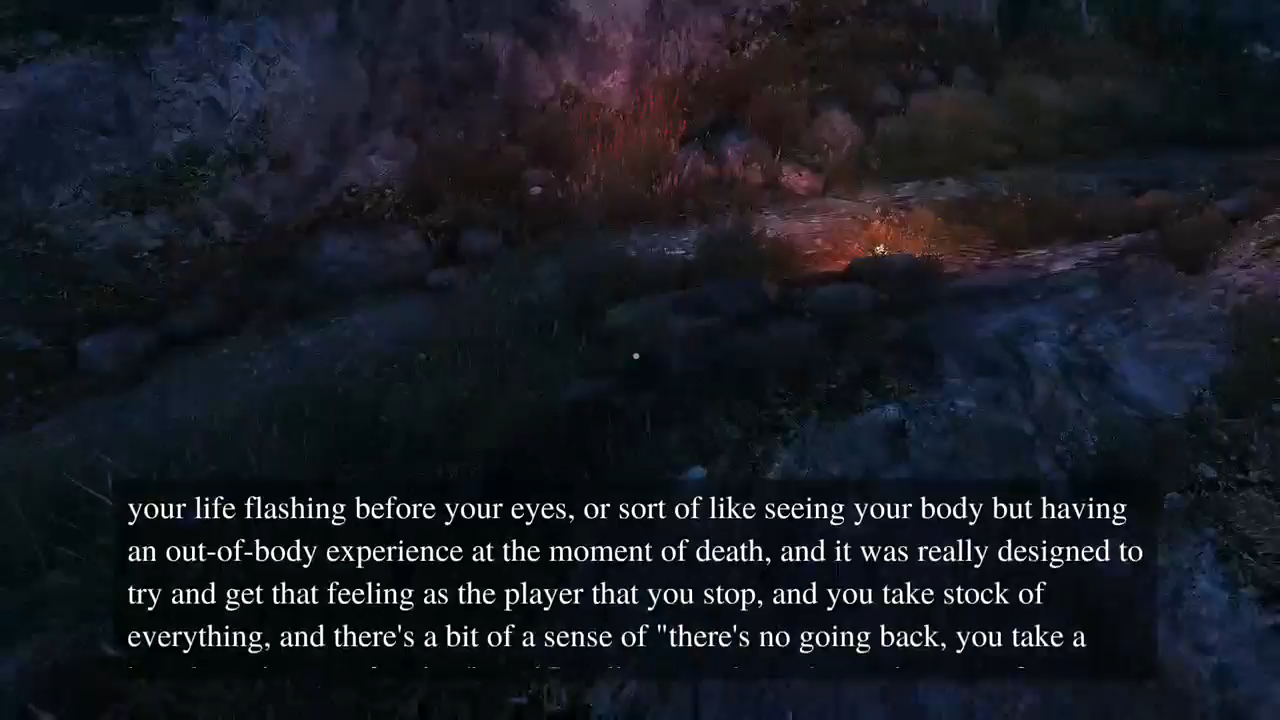 your life flashing before your eyes, or sort of like seeing your body but having
an out-of-body experience at the moment of death, and it was really designed to
try and get that feeling as the player that you stop, and you take stock of
everything, and there's a bit of a sense of "there's no going back, you take a